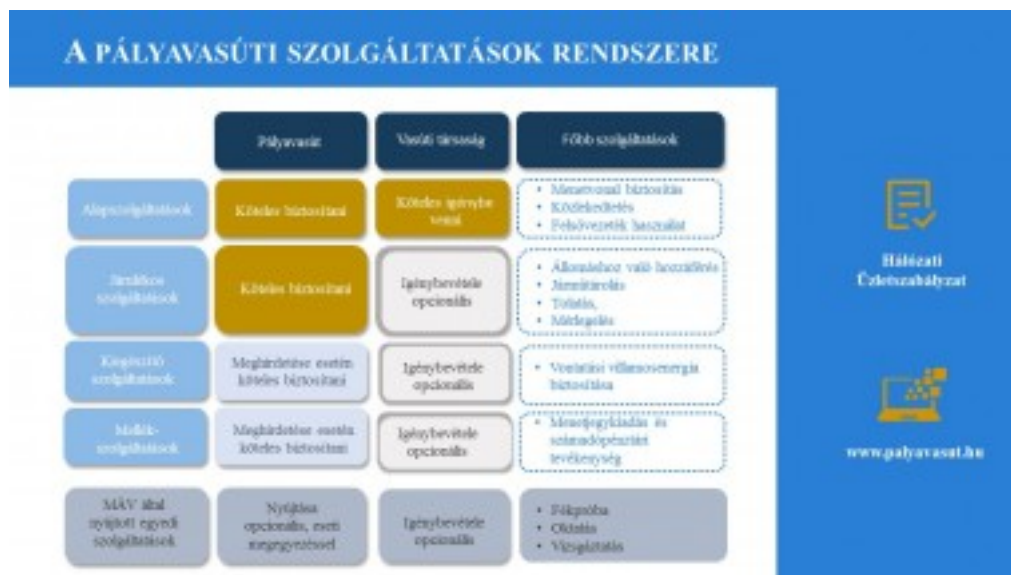 A PÁLYAVASÚTI SZOLGÁLTATÁSOK RENDSZERE
Pályavasút
Vasúti társaság
Főbb szolgáltatások
Alapszolgáltatások
Köteles biztosítani
Köteles igénybe
venni
• Menetvonal biztosítás
• Közlekedtetés
• Felsővezeték használat
Járulékos
szolgáltatások
Köteles biztosítani
Igénybevétele
opcionális
• Állomáshoz való hozzáférés
• Járműtárolás
• Tolatás,
• Mérlegelés
Kiegészítő
szolgáltatások
Meghirdetése esetén
köteles biztosítani
Igénybevétele
opcionális
• Vontatási villamosenergia
biztosítása
Mellék-
szolgáltatások
Meghirdetése esetén
köteles biztosítani
Igénybevétele
opcionális
• Menetjegykiadás és
számadópénztári
tevékenység
MÁV által
nyújtott egyedi
szolgáltatások
Nyújtása
opcionális, eseti
megegyezéssel
Igénybevétele
opcionális
• Fékpróba
• Oktatás
• Vizsgáztatás
Hálózati
Üzletszabályzat
www.palyavasut.hu